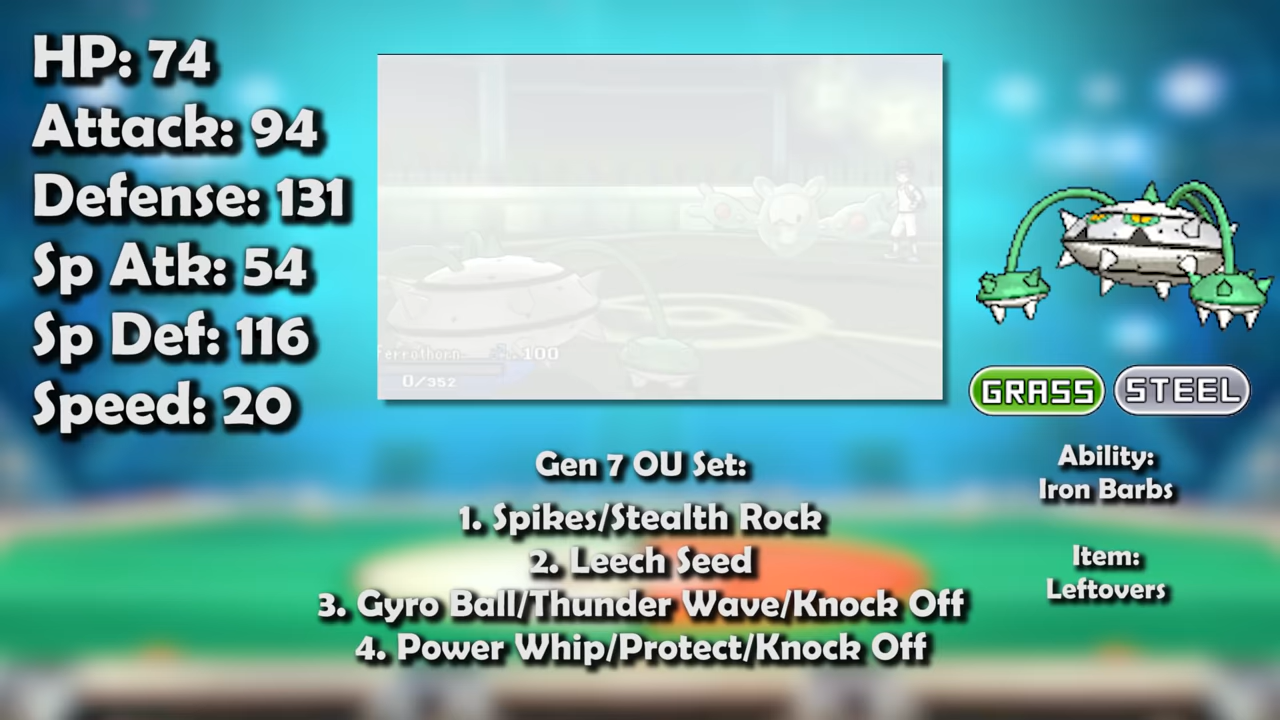 HP: 74
Attack: 94
Defense: 131
Sp Atk: 54
Sp Def: 116
Speed: 20
Ferrothorn 100
0/352
GRASS STEEL
Ability:
Iron Barbs
Item:
Leftovers
Gen 7 OU Set:
1. Spikes/Stealth Rock
2. Leech Seed
3. Gyro Ball/Thunder Wave/Knock Off
4. Power Whip/Protect/Knock Off